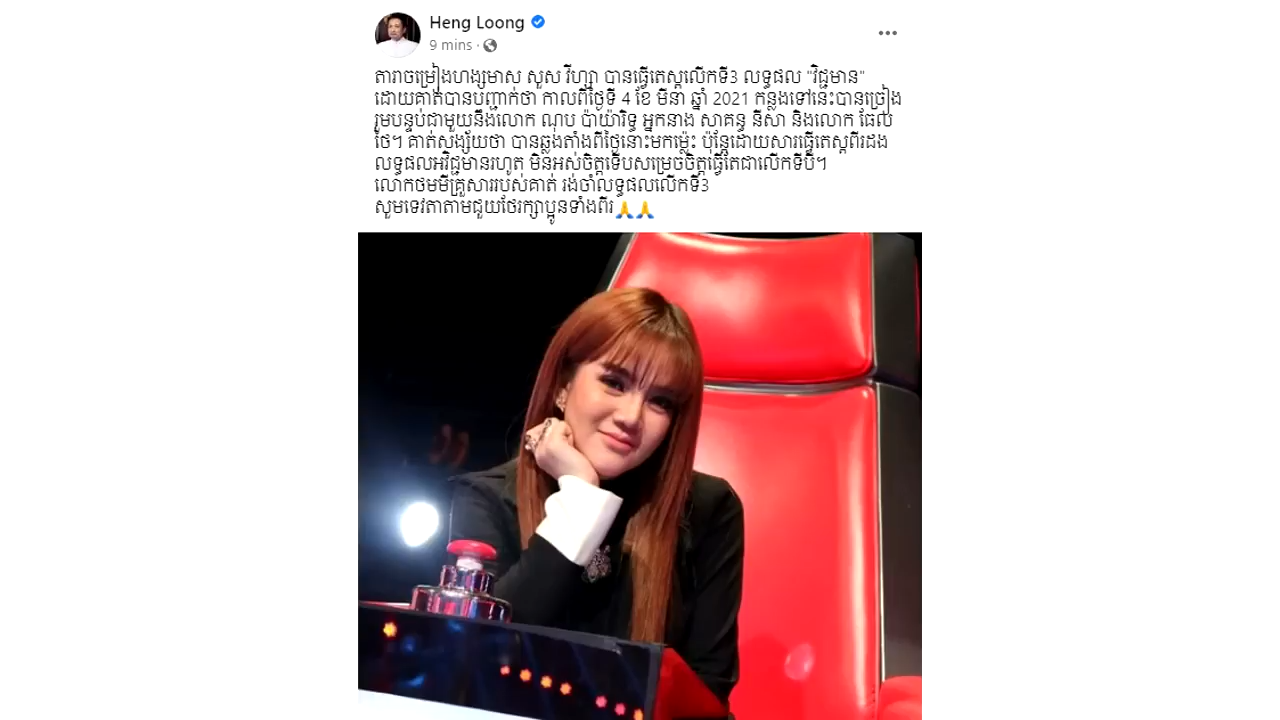 Heng Loong
9 mins ·
តារាចម្រៀងហង្សមាស សួស វីហ្សា បានធ្វើតេស្តលើកទី3 លទ្ធផល "វិជ្ជមាន"
ដោយគាត់បានបញ្ជាក់ថា កាលពីថ្ងៃទី 4 ខែ មីនា ឆ្នាំ 2021 កន្លងទៅនេះបានច្រៀង
រួមបន្ទប់ជាមួយនឹងលោក ណុប ប៉ាយ៉ារិទ្ធ អ្នកនាង សាគន្ធ នីសា និងលោក ធែល
ថៃ។ គាត់សង្ស័យថា បានឆ្លងតាំងពីថ្ងៃនោះមកម្ល៉េះ ប៉ុន្តែដោយសារធ្វើតេស្តពីរដង
លទ្ធផលអវិជ្ជមានរហូត មិនអស់ចិត្តទើបសម្រេចចិត្តធ្វើតែជាលើកទីបី។
លោកថមមីគ្រួសាររបស់គាត់ រង់ចាំលទ្ធផលលើកទី3
សូមទេវតាតាមជួយថែរក្សាប្អូនទាំងពីរ🙏🙏